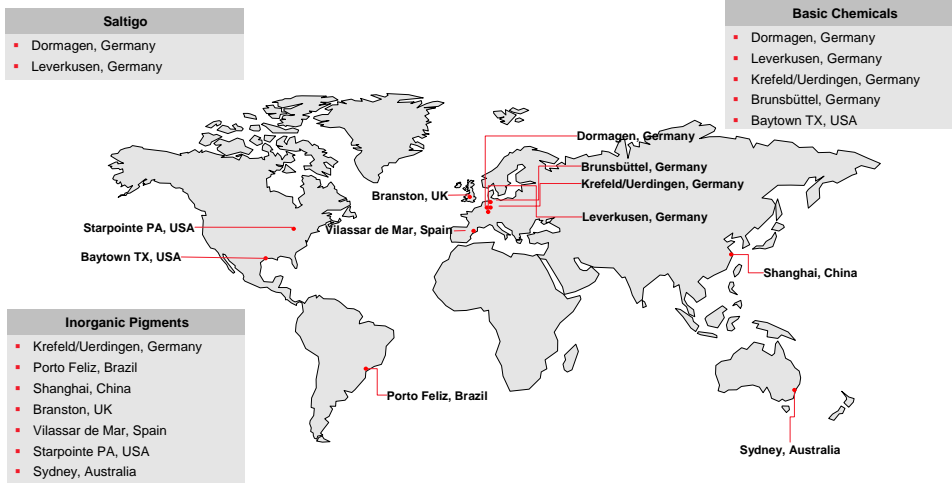 Saltigo
Dormagen, Germany
Leverkusen, Germany
Basic Chemicals
Dormagen, Germany
Leverkusen, Germany
Krefeld/Uerdingen, Germany
Brunsbüttel, Germany
Baytown TX, USA
Dormagen, Germany
Brunsbüttel, Germany
Krefeld/Uerdingen, Germany
Branston, UK
Leverkusen, Germany
Starpointe PA, USA
Vilassar de Mar, Spain
Baytown TX, USA
Shanghai, China
Inorganic Pigments
Krefeld/Uerdingen, Germany
Porto Feliz, Brazil
Shanghai, China
Branston, UK
Vilassar de Mar, Spain
Starpointe PA, USA
Sydney, Australia
Porto Feliz, Brazil
Sydney, Australia